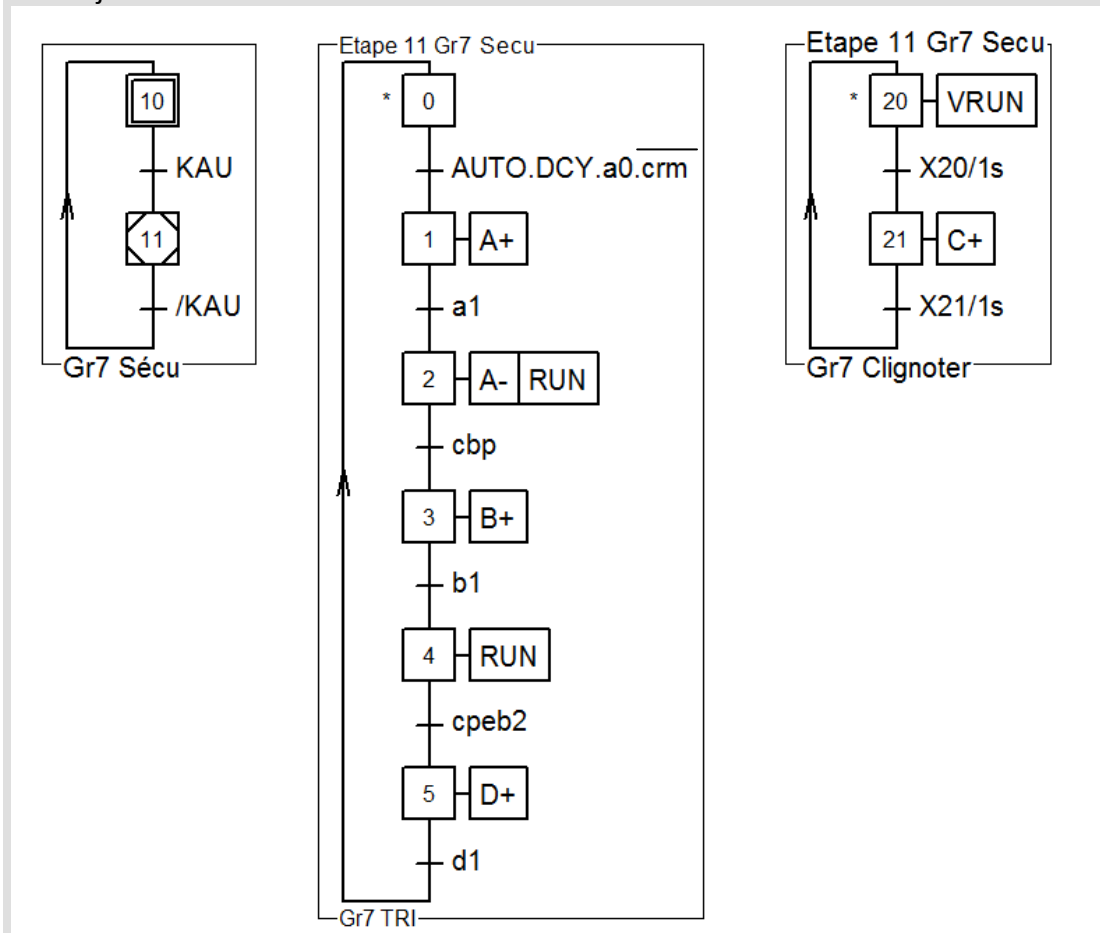 10
KAU
11
/KAU
Gr7 Sécu
Etape 11 Gr7 Secu
* 0
AUTO.DCY.a0.c̅r̅m̅
1 A+
a1
2 A- RUN
cbp
3 B+
b1
4 RUN
cpeb2
5 D+
d1
Gr7 TRI
Etape 11 Gr7 Secu
* 20 VRUN
X20/1s
21 C+
X21/1s
Gr7 Clignoter